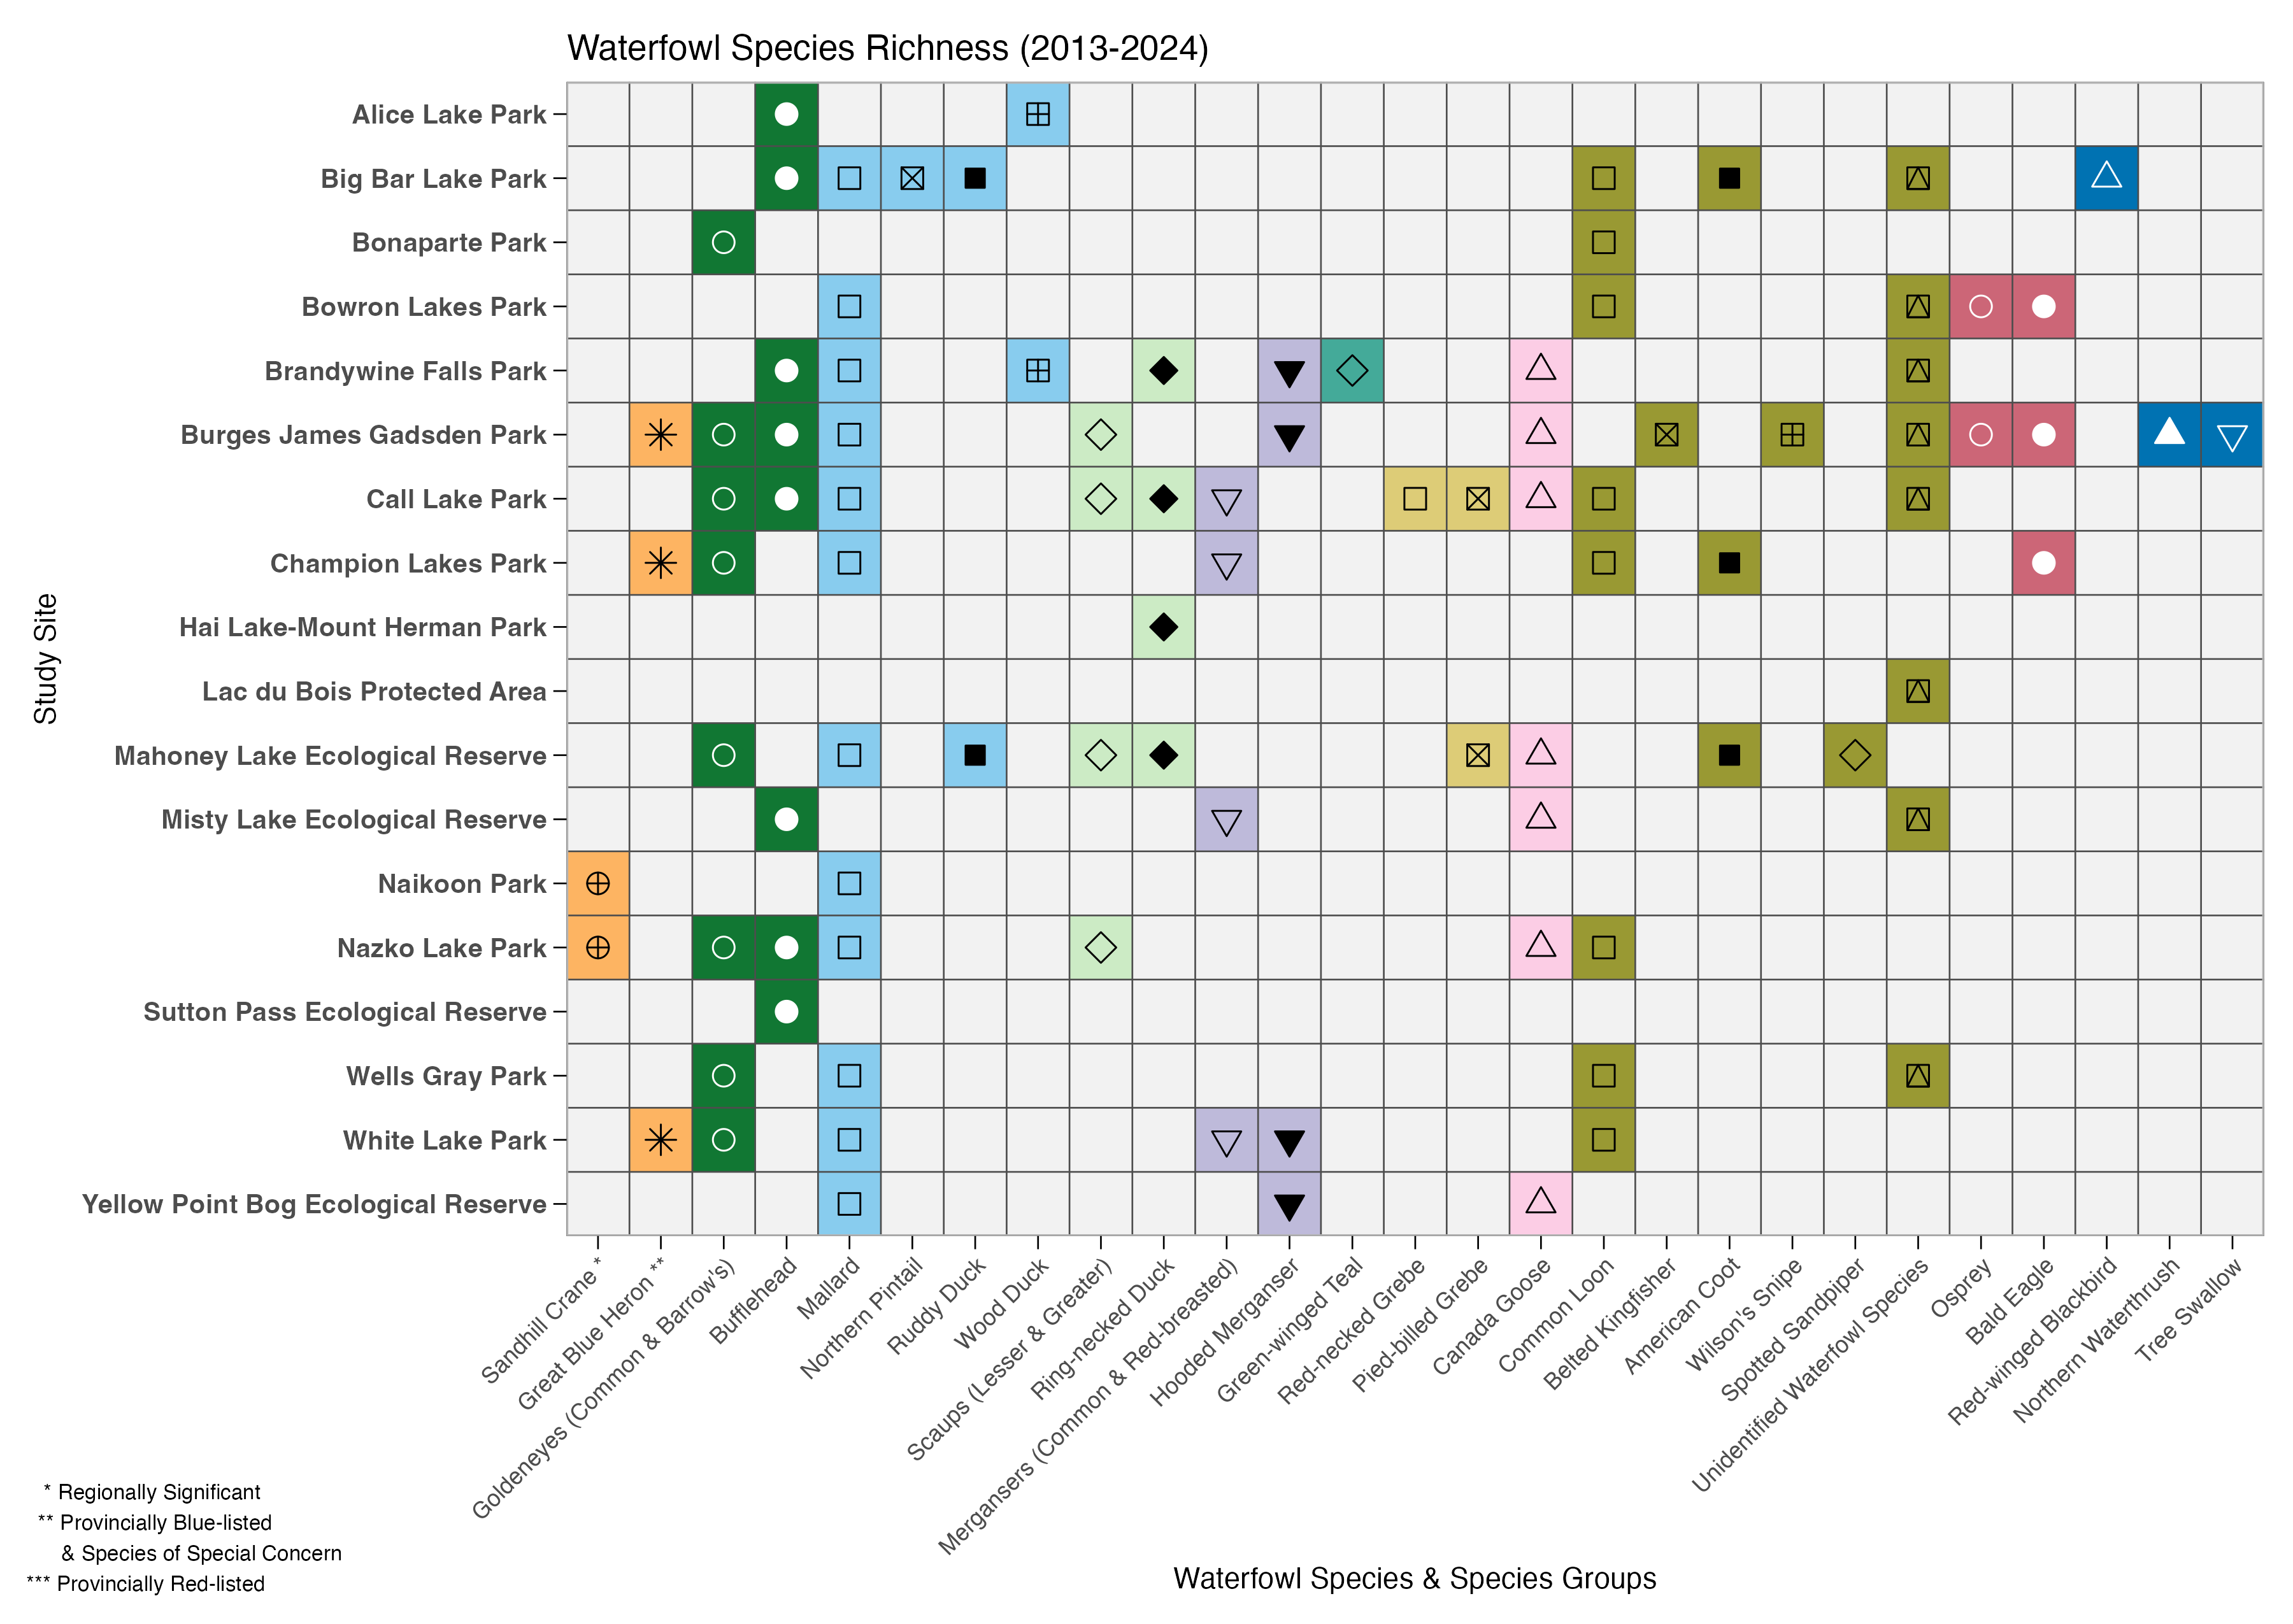 Waterfowl Species Richness (2013-2024)
Study Site
Alice Lake Park
Big Bar Lake Park
Bonaparte Park
Bowron Lakes Park
Brandywine Falls Park
Burges James Gadsden Park
Call Lake Park
Champion Lakes Park
Hai Lake-Mount Herman Park
Lac du Bois Protected Area
Mahoney Lake Ecological Reserve
Misty Lake Ecological Reserve
Naikoon Park
Nazko Lake Park
Sutton Pass Ecological Reserve
Wells Gray Park
White Lake Park
Yellow Point Bog Ecological Reserve
Sandhill Crane *
Great Blue Heron **
Goldeneyes (Common & Barrow's)
Bufflehead
Mallard
Northern Pintail
Ruddy Duck
Wood Duck
Scaups (Lesser & Greater)
Ring-necked Duck
Mergansers (Common & Red-breasted)
Hooded Merganser
Green-winged Teal
Red-necked Grebe
Pied-billed Grebe
Canada Goose
Common Loon
Belted Kingfisher
American Coot
Wilson's Snipe
Spotted Sandpiper
Unidentified Waterfowl Species
Osprey
Bald Eagle
Red-winged Blackbird
Northern Waterthrush
Tree Swallow
Waterfowl Species & Species Groups
* Regionally Significant
** Provincially Blue-listed
& Species of Special Concern
*** Provincially Red-listed